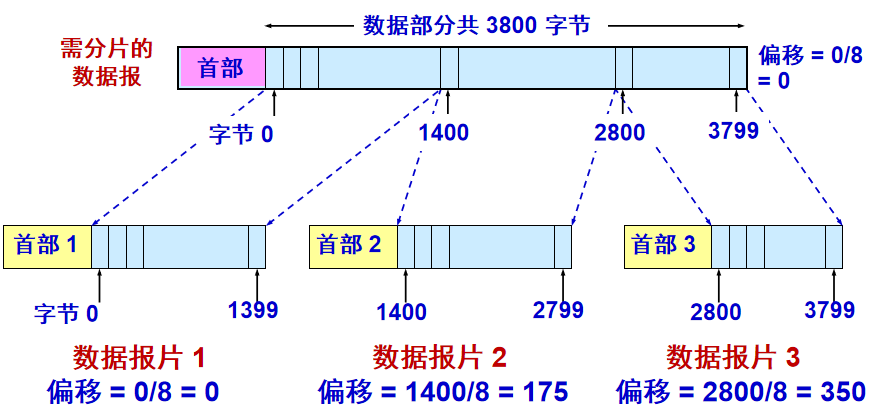 数据部分共 3800 字节
需分片的
数据报
首部
偏移 = 0/8
= 0
字节 0
1400
2800
3799
首部 1
首部 2
首部 3
字节 0
1399
1400
2799
2800
3799
数据报片 1
偏移 = 0/8 = 0
数据报片 2
偏移 = 1400/8 = 175
数据报片 3
偏移 = 2800/8 = 350